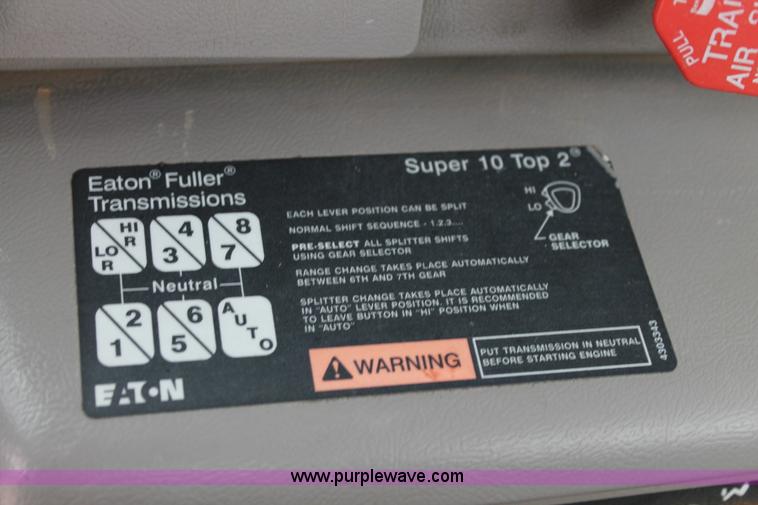 PULL T
TRA
AIR S
Eaton® Fuller®
Transmissions
Super 10 Top 2®
HI
LO
GEAR
SELECTOR
LO R
HI R
3 4
7 8
Neutral
1 2
5 6
AUTO
EACH LEVER POSITION CAN BE SPLIT
NORMAL SHIFT SEQUENCE - 1,2,3....
PRE-SELECT ALL SPLITTER SHIFTS
USING GEAR SELECTOR
RANGE CHANGE TAKES PLACE AUTOMATICALLY
BETWEEN 6TH AND 7TH GEAR
SPLITTER CHANGE TAKES PLACE AUTOMATICALLY
IN "AUTO" LEVER POSITION. IT IS RECOMMENDED
TO LEAVE BUTTON IN "HI" POSITION WHEN
IN "AUTO"
WARNING
PUT TRANSMISSION IN NEUTRAL
BEFORE STARTING ENGINE
4303343
EATON
www.purplewave.com